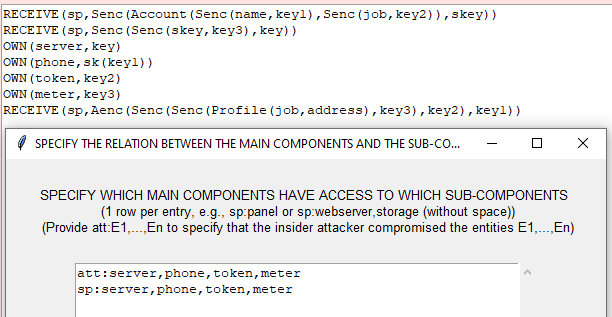 RECEIVE(sp,Senc(Account(Senc(name,key1),Senc(job,key2)),skey))
RECEIVE(sp,Senc(Senc(skey,key3),key))
OWN(server,key)
OWN(phone,sk(key1))
OWN(token,key2)
OWN(meter,key3)
RECEIVE(sp,Aenc(Senc(Senc(Profile(job,address),key3),key2),key1))
SPECIFY THE RELATION BETWEEN THE MAIN COMPONENTS AND THE SUB-CO...
SPECIFY WHICH MAIN COMPONENTS HAVE ACCESS TO WHICH SUB-COMPONENTS
(1 row per entry, e.g., sp:panel or sp:webserver,storage (without space))
(Provide att:E1,...,En to specify that the insider attacker compromised the entities E1,...,En)
att:server,phone,token,meter
sp:server,phone,token,meter